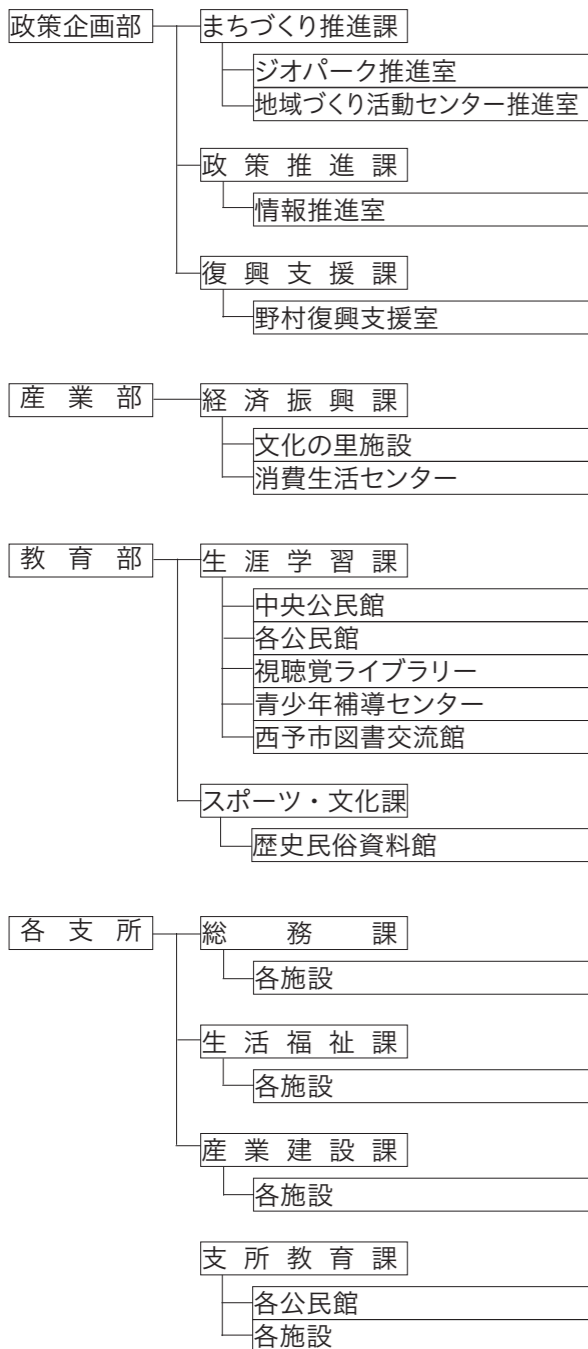 政策企画部 まちづくり推進課
ジオパーク推進室
地域づくり活動センター推進室
政策推進課
情報推進室
復興支援課
野村復興支援室
産業部 経済振興課
文化の里施設
消費生活センター
教育部 生涯学習課
中央公民館
各公民館
視聴覚ライブラリー
青少年補導センター
西予市図書交流館
スポーツ・文化課
歴史民俗資料館
各支所 総務課
各施設
生活福祉課
各施設
産業建設課
各施設
支所教育課
各公民館
各施設